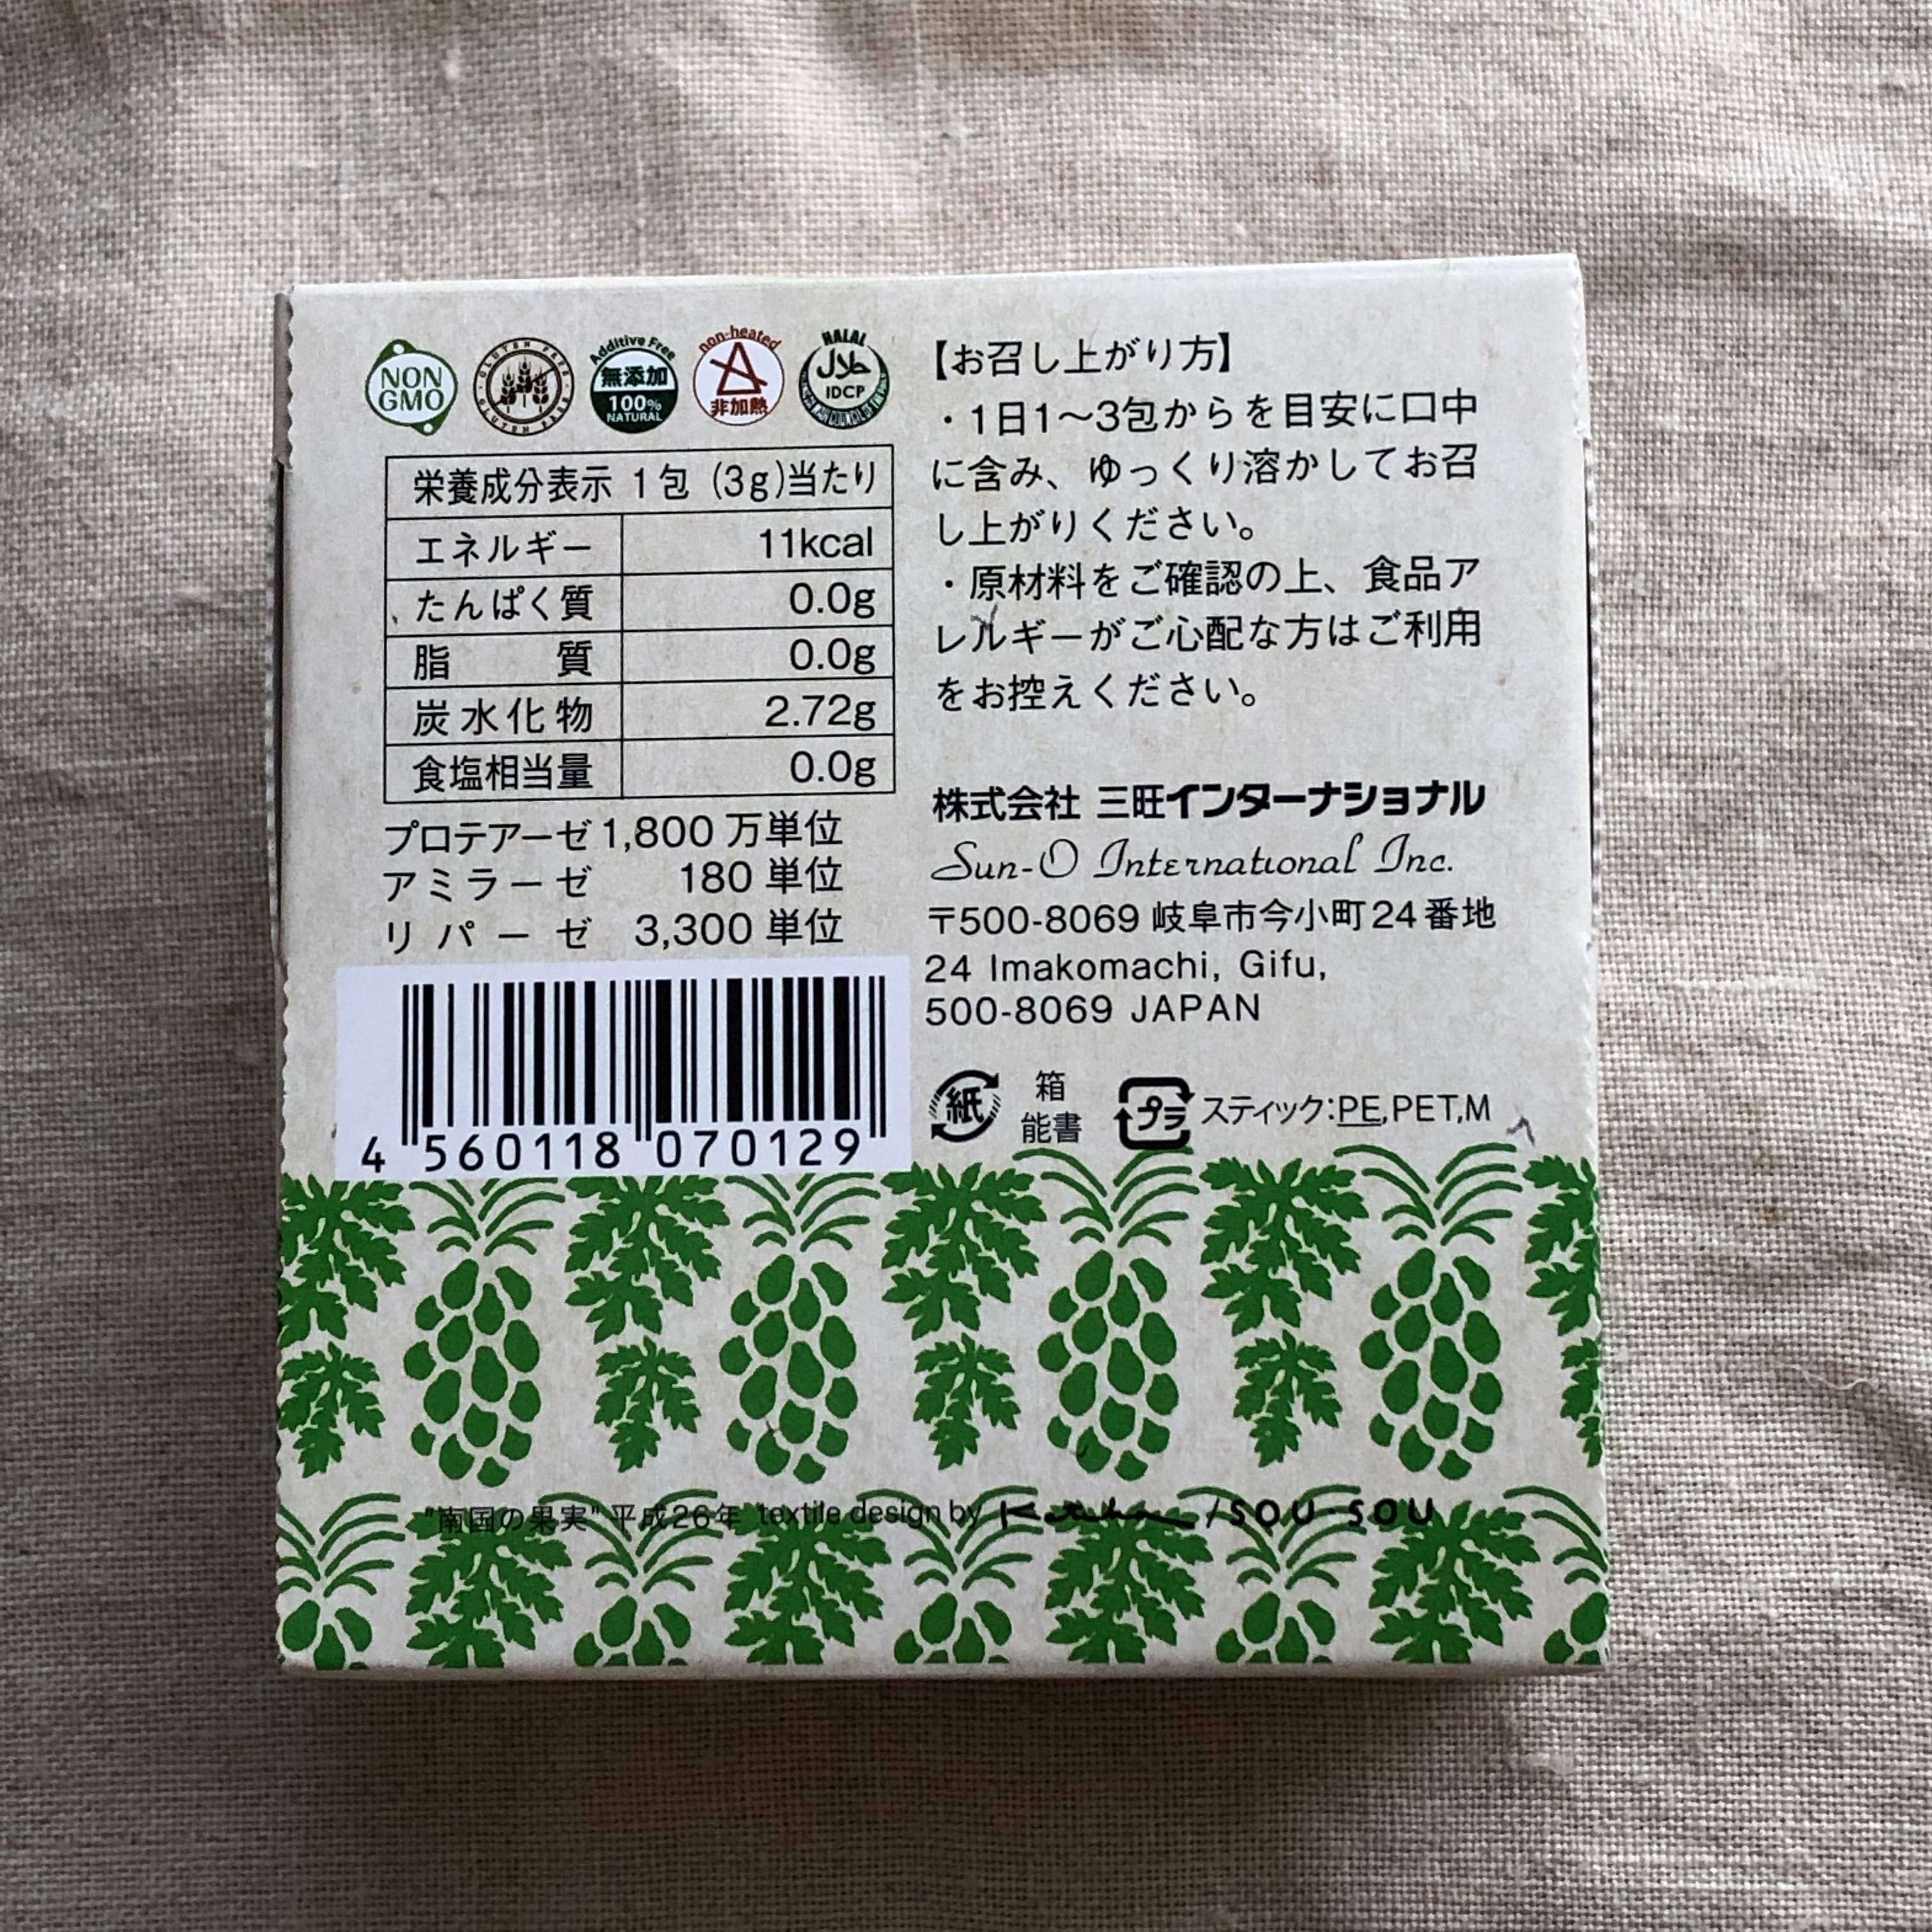 NON
GMO
GLUTEN FREE
GLUTEN FREE
Additive Free
無添加
100%
NATURAL
non-heated
非加熱
HALAL
حلال
IDCP
栄養成分表示 1包 (3g)当たり
エネルギー 11kcal
たんぱく質 0.0g
脂質 0.0g
炭水化物 2.72g
食塩相当量 0.0g
プロテアーゼ 1,800 万単位
アミラーゼ 180 単位
リパーゼ 3,300 単位
4 560118 070129
【お召し上がり方】
・1日1〜3包からを目安に口中
に含み、ゆっくり溶かしてお召
し上がりください。
・原材料をご確認の上、食品ア
レルギーがご心配な方はご利用
をお控えください。
株式会社 三旺インターナショナル
Sun-O International Inc.
〒500-8069 岐阜市今小町24番地
24 Imakomachi, Gifu,
500-8069 JAPAN
紙
箱
能書
プラ
スティック:PE,PET,M
"南国の果実" 平成26年 textile design by
/SOU・SOU